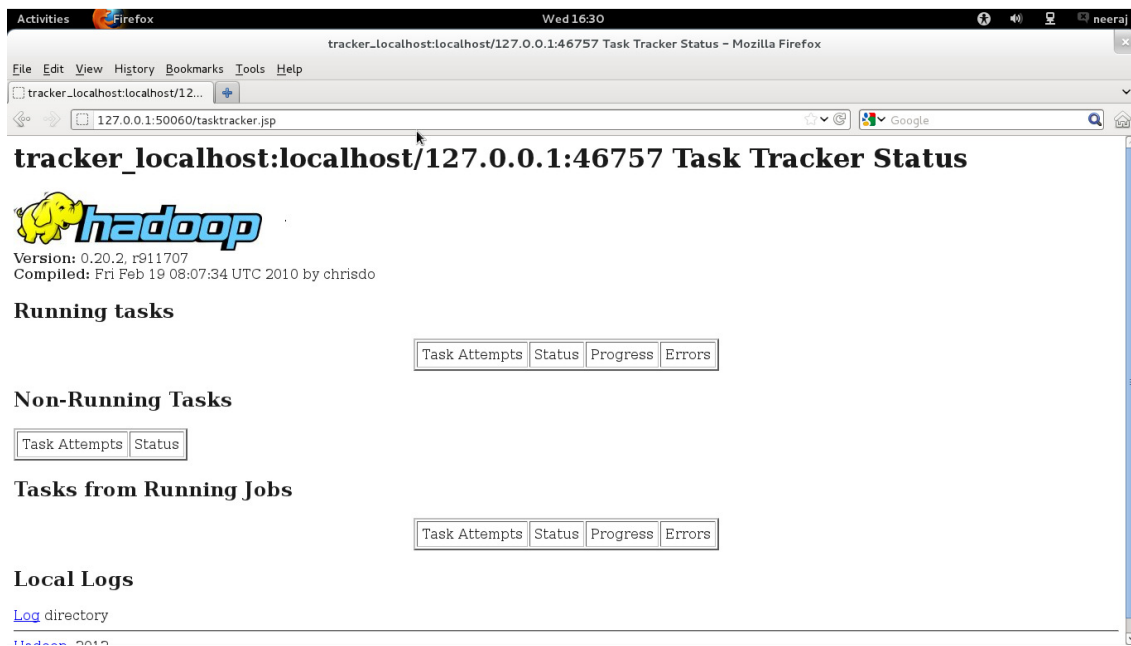 Activities Firefox Wed 16:30 neeraj
tracker_localhost:localhost/127.0.0.1:46757 Task Tracker Status - Mozilla Firefox
File Edit View History Bookmarks Tools Help
tracker_localhost:localhost/12...
127.0.0.1:50060/tasktracker.jsp Google
tracker_localhost:localhost/127.0.0.1:46757 Task Tracker Status
hadoop
Version: 0.20.2, r911707
Compiled: Fri Feb 19 08:07:34 UTC 2010 by chrisdo
Running tasks
Task Attempts Status Progress Errors
Non-Running Tasks
Task Attempts Status
Tasks from Running Jobs
Task Attempts Status Progress Errors
Local Logs
Log directory
Hadoop, 2012.